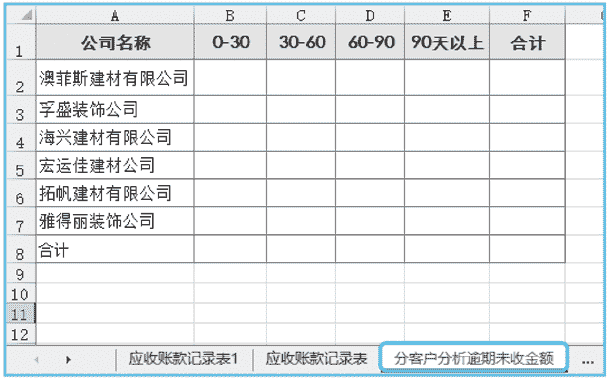 A B C D E F
1 公司名称 0-30 30-60 60-90 90天以上 合计
2 澳菲斯建材有限公司
3 孚盛装饰公司
4 海兴建材有限公司
5 宏运佳建材公司
6 拓帆建材有限公司
7 雅得丽装饰公司
8 合计
9
10
11
12
应收账款记录表1 应收账款记录表 分客户分析逾期未收金额 ...